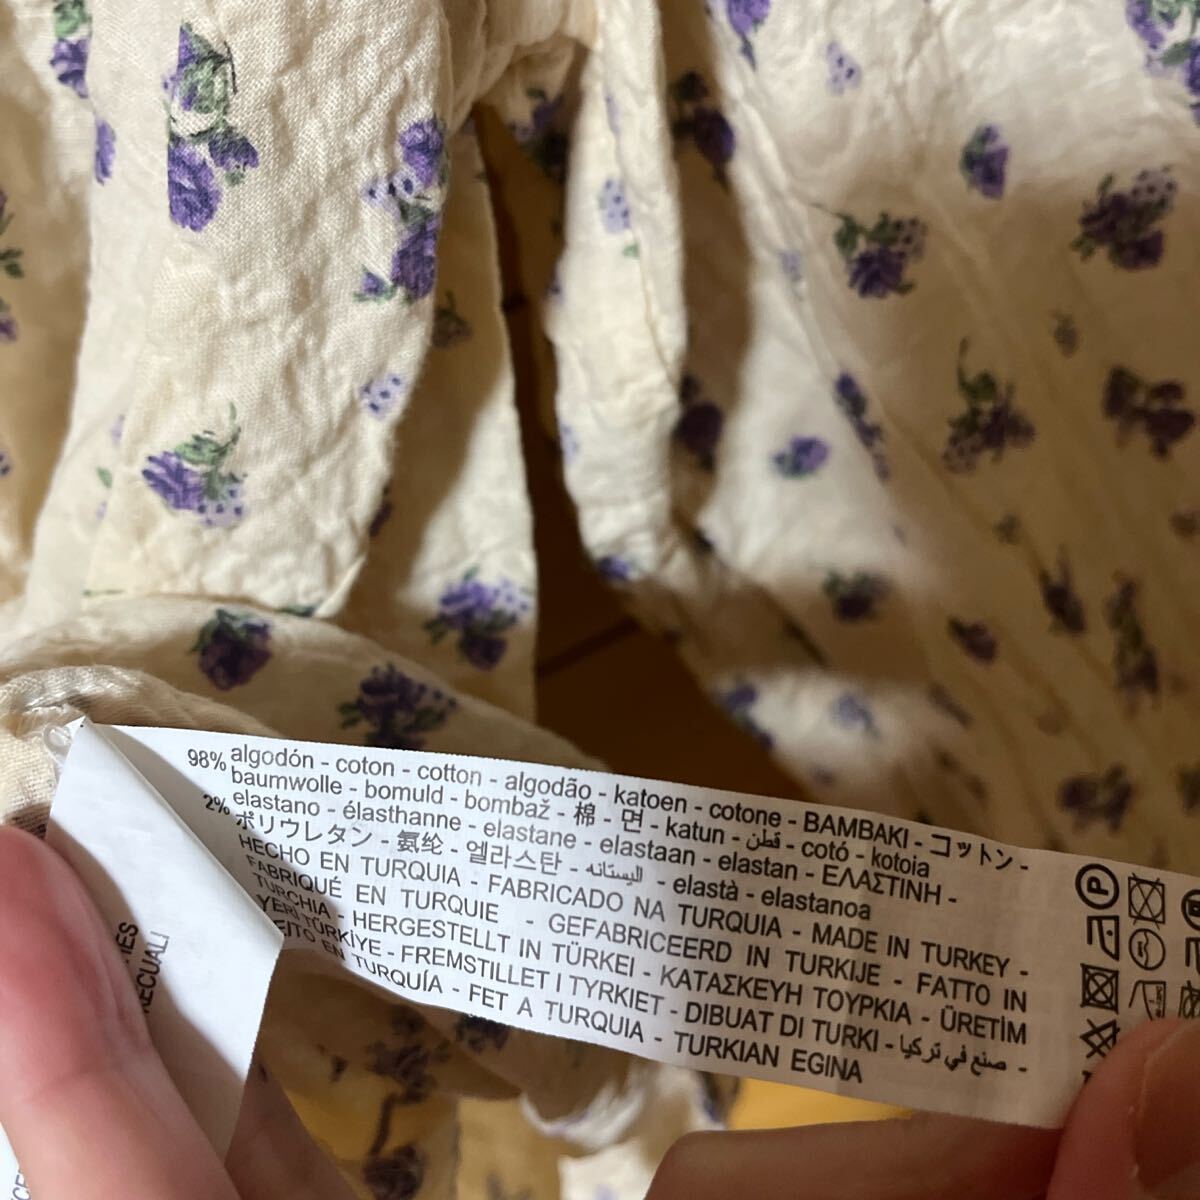 98% algodón - coton - cotton - algodão - katoen - cotone - BAMBAKI - コットン -
baumwolle - bomuld - bombaž - 棉 - 면 - katun - قطن - cotó - kotoia
2% elastano - élasthanne - elastane - elastaan - elastan - ΕΛΑΣΤΙΝΗ -
ポリウレタン - 氨纶 - 엘라스탄 - اليستانه - elastà - elastanoa
HECHO EN TURQUIA - FABRICADO NA TURQUIA - MADE IN TURKEY -
FABRIQUÉ EN TURQUIE - GEFABRICEERD IN TURKIJE - FATTO IN
TURCHIA - HERGESTELLT IN TÜRKEI - ΚΑΤΑΣΚΕΥΗ ΤΟΥΡΚΙΑ - ÜRETİM
YERİ TÜRKİYE - FREMSTILLET I TYRKIET - DIBUAT DI TURKI - صنع في تركيا -
EITO EN TURQUÍA - FET A TURQUIA - TURKIAN EGINA
P